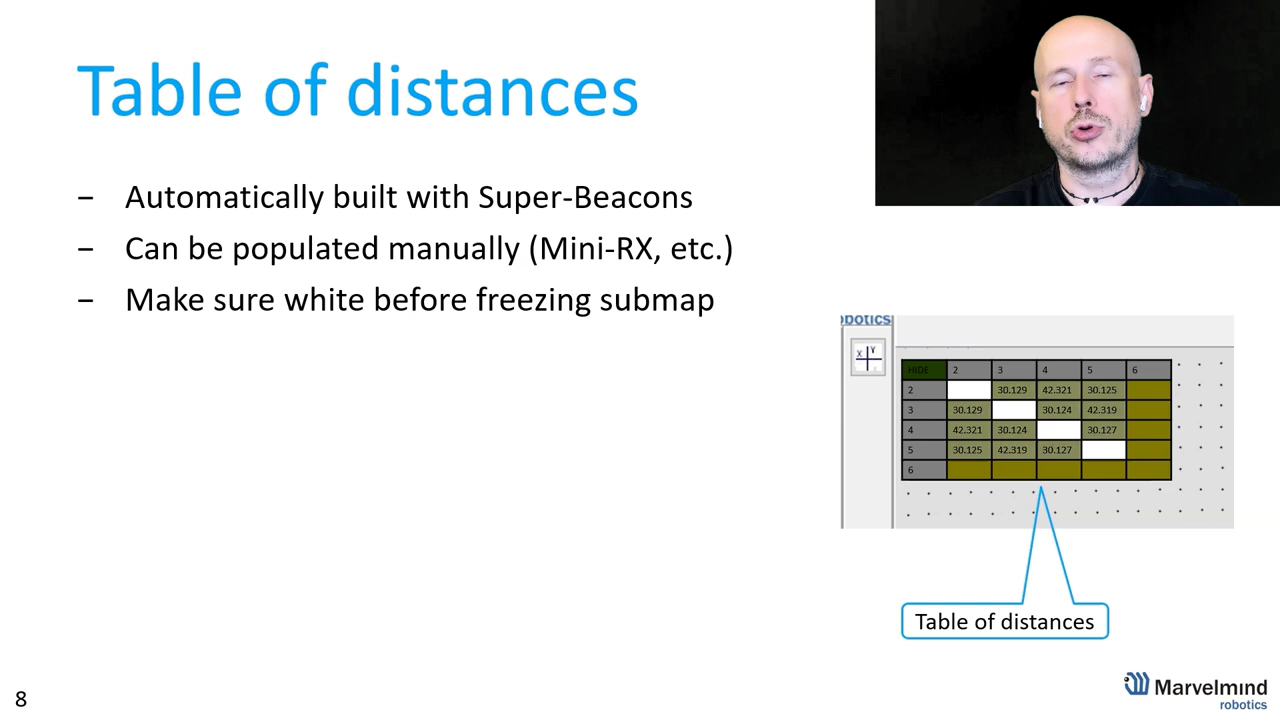 Table of distances
− Automatically built with Super-Beacons
− Can be populated manually (Mini-RX, etc.)
− Make sure white before freezing submap
obotics
X Y
HIDE 2 3 4 5 6
2 30.129 42.321 30.125
3 30.129 30.124 42.319
4 42.321 30.124 30.127
5 30.125 42.319 30.127
6
Table of distances
8
Marvelmind
robotics